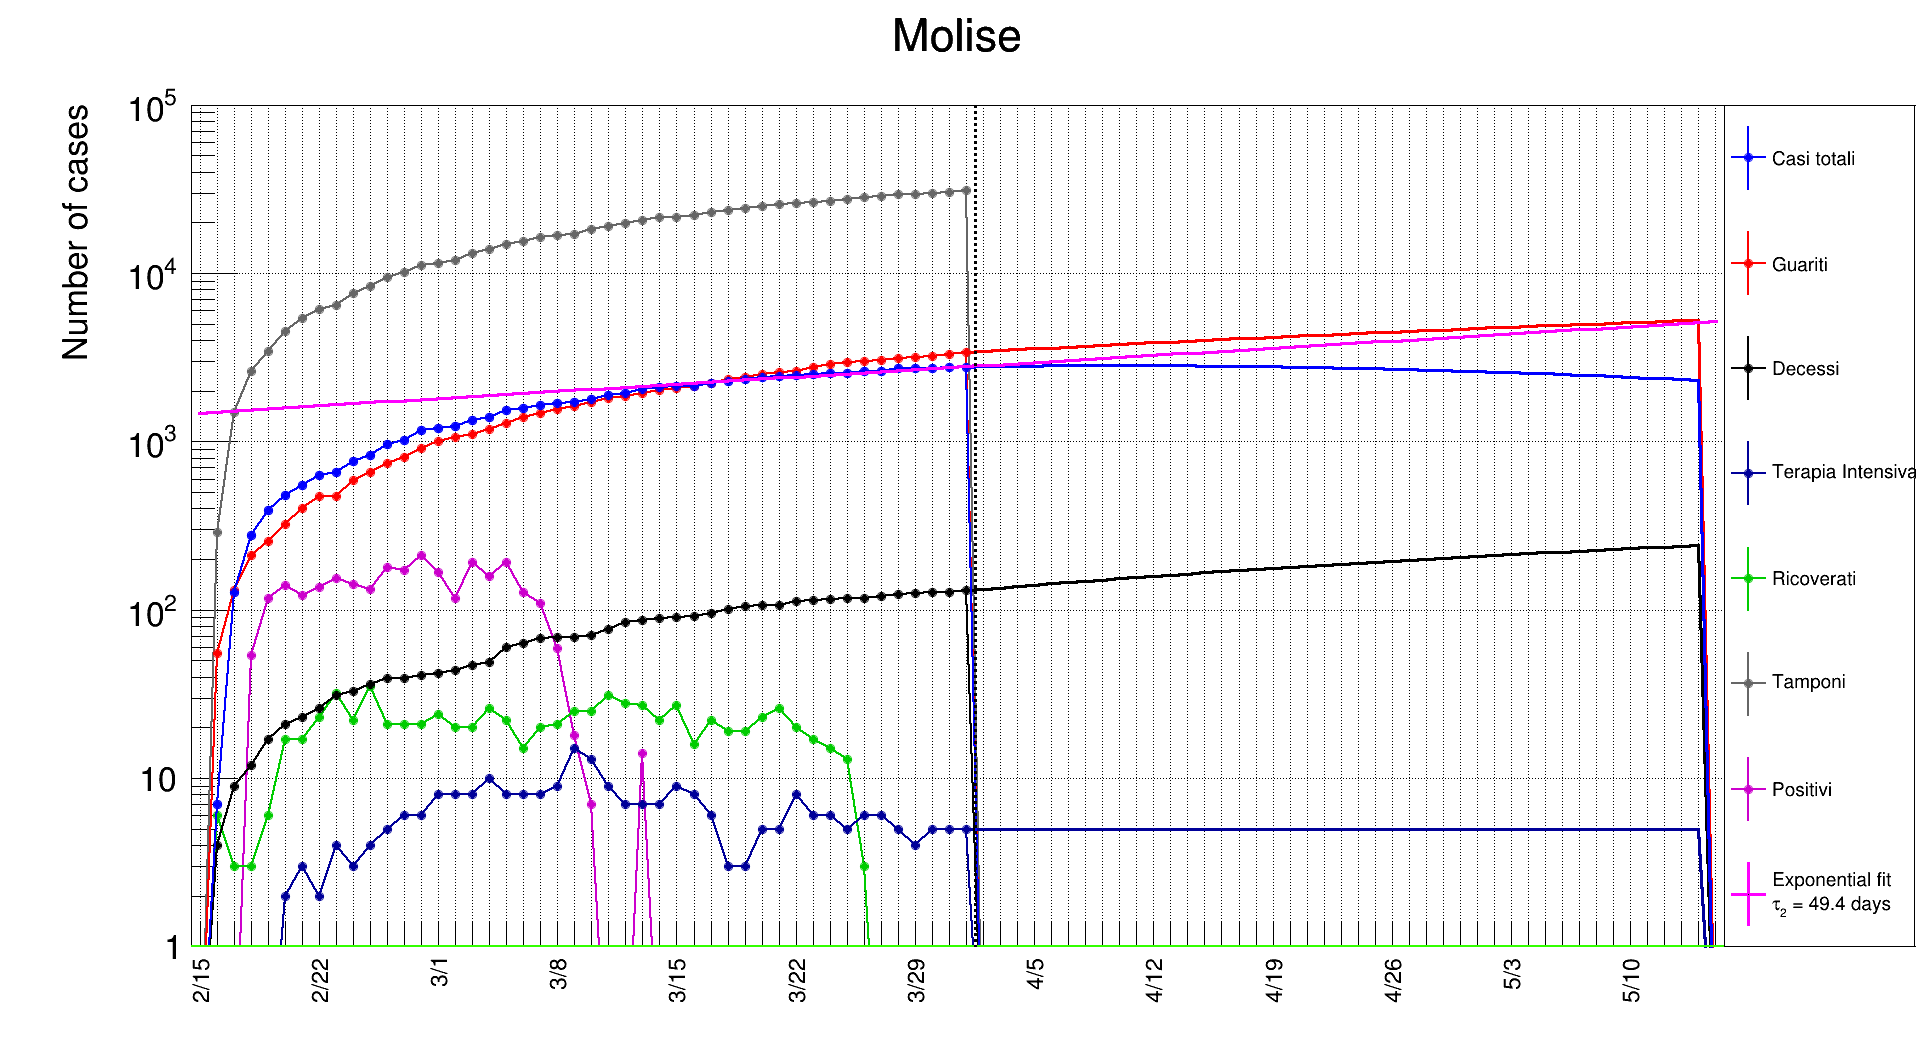 Molise
Number of cases
10^5
10^4
10^3
10^2
10
1
2/15
2/22
3/1
3/8
3/15
3/22
3/29
4/5
4/12
4/19
4/26
5/3
5/10
Casi totali
Guariti
Decessi
Terapia Intensiva
Ricoverati
Tamponi
Positivi
Exponential fit
τ₂ = 49.4 days